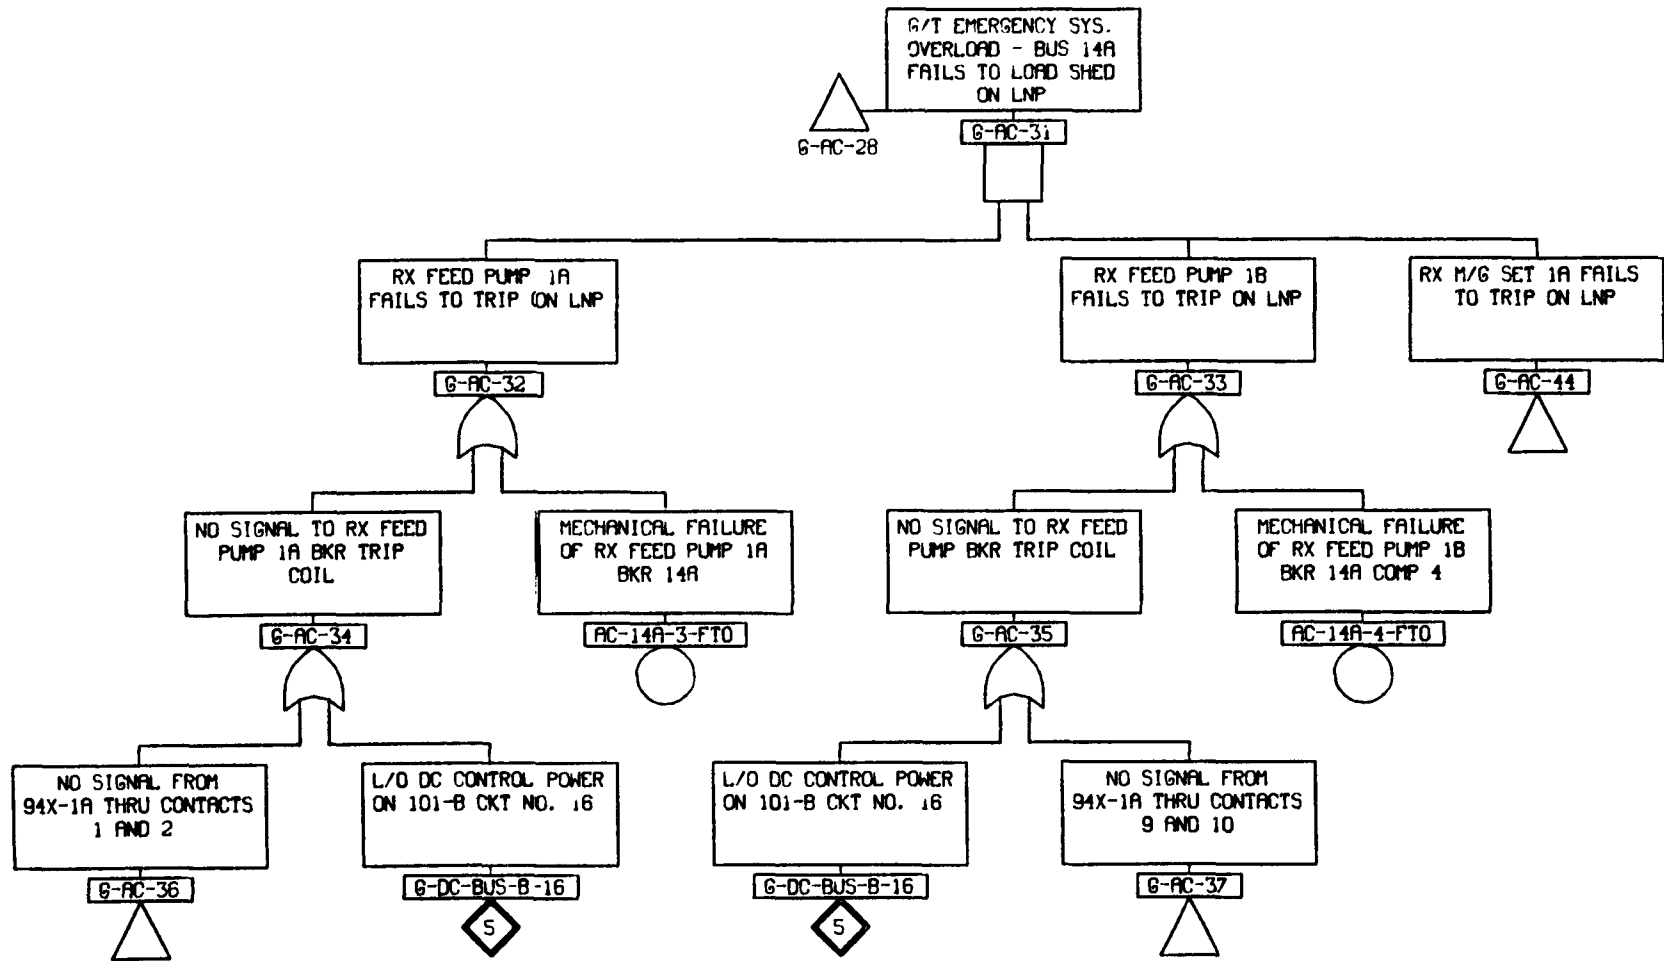 G/T EMERGENCY SYS.
OVERLOAD - BUS 14A
FAILS TO LOAD SHED
ON LNP
G-AC-28
G-AC-31
RX FEED PUMP 1A
FAILS TO TRIP (ON LNP
G-AC-32
RX FEED PUMP 1B
FAILS TO TRIP ON LNP
G-AC-33
RX M/G SET 1A FAILS
TO TRIP ON LNP
G-AC-44
NO SIGNAL TO RX FEED
PUMP 1A BKR TRIP
COIL
G-AC-34
MECHANICAL FAILURE
OF RX FEED PUMP 1A
BKR 14A
AC-14A-3-FTO
NO SIGNAL TO RX FEED
PUMP BKR TRIP COIL
G-AC-35
MECHANICAL FAILURE
OF RX FEED PUMP 1B
BKR 14A COMP 4
AC-14A-4-FTO
NO SIGNAL FROM
94X-1A THRU CONTACTS
1 AND 2
G-AC-36
L/O DC CONTROL POWER
ON 101-B CKT NO. 16
G-DC-BUS-B-16
5
L/O DC CONTROL POWER
ON 101-B CKT NO. 16
G-DC-BUS-B-16
5
NO SIGNAL FROM
94X-1A THRU CONTACTS
9 AND 10
G-AC-37